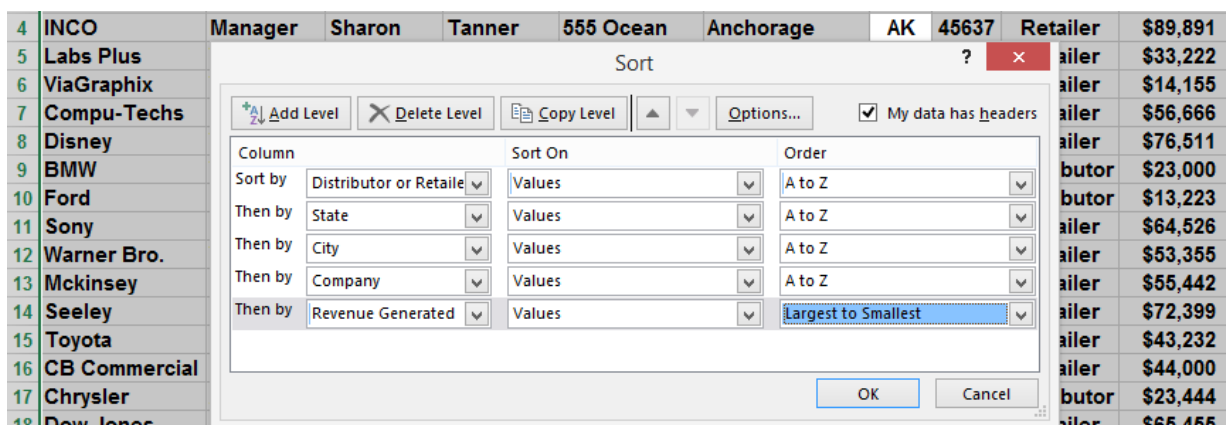 4 INCO Manager Sharon Tanner 555 Ocean Anchorage AK 45637 Retailer $89,891
5 Labs Plus Sort ? × ailer $33,222
6 ViaGraphix ailer $14,155
7 Compu-Techs Add Level Delete Level Copy Level Options... My data has headers ailer $56,666
8 Disney Column Sort On Order ailer $76,511
9 BMW Sort by Distributor or Retaile Values A to Z butor $23,000
10 Ford Then by State Values A to Z butor $13,223
11 Sony Then by City Values A to Z ailer $64,526
12 Warner Bro. ailer $53,355
13 Mckinsey Then by Company Values A to Z ailer $55,442
14 Seeley Then by Revenue Generated Values Largest to Smallest ailer $72,399
15 Toyota ailer $43,232
16 CB Commercial OK Cancel ailer $44,000
17 Chrysler butor $23,444
18 Dow Jones ailer $65,455